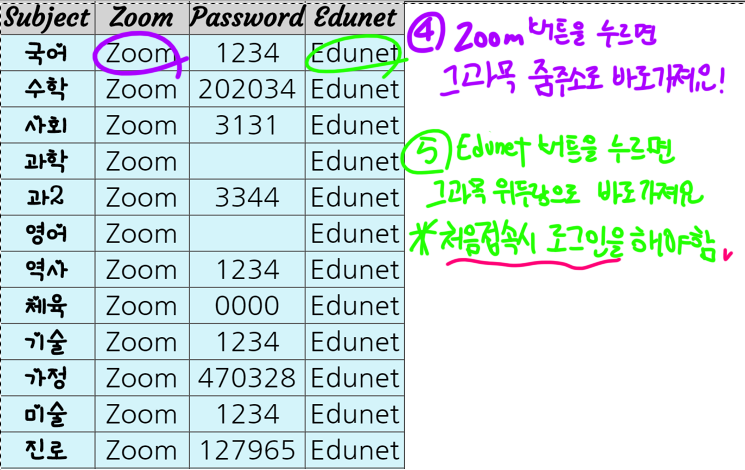 Subject Zoom Password Edunet
국어 Zoom 1234 Edunet
수학 Zoom 202034 Edunet
사회 Zoom 3131 Edunet
과학 Zoom Edunet
과2 Zoom 3344 Edunet
영어 Zoom Edunet
역사 Zoom 1234 Edunet
체육 Zoom 0000 Edunet
기술 Zoom 1234 Edunet
가정 Zoom 470328 Edunet
미술 Zoom 1234 Edunet
진로 Zoom 127965 Edunet
④ Zoom 버튼을 누르면
그과목 줌주소로 바로가져요!
⑤ Edunet 버튼을 누르면
그과목 위두랑으로 바로가져요
*처음접속시 로그인을 해야함